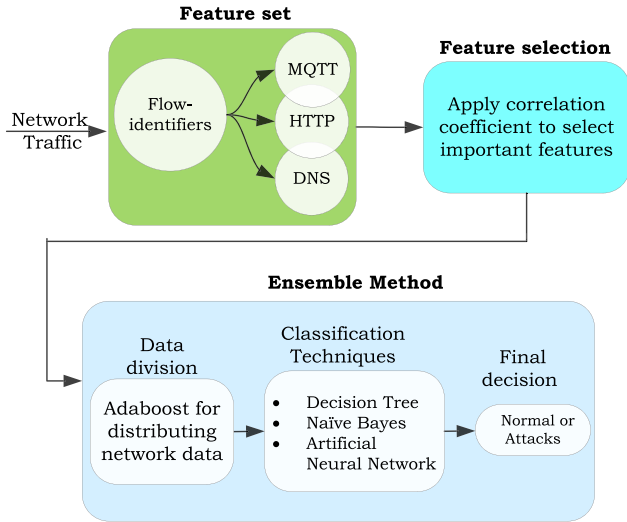 Feature set
Network
Traffic
Flow-
identifiers
MQTT
HTTP
DNS
Feature selection
Apply correlation
coefficient to select
important features
Ensemble Method
Data
division
Adaboost for
distributing
network data
Classification
Techniques
• Decision Tree
• Naïve Bayes
• Artificial
Neural Network
Final
decision
Normal or
Attacks